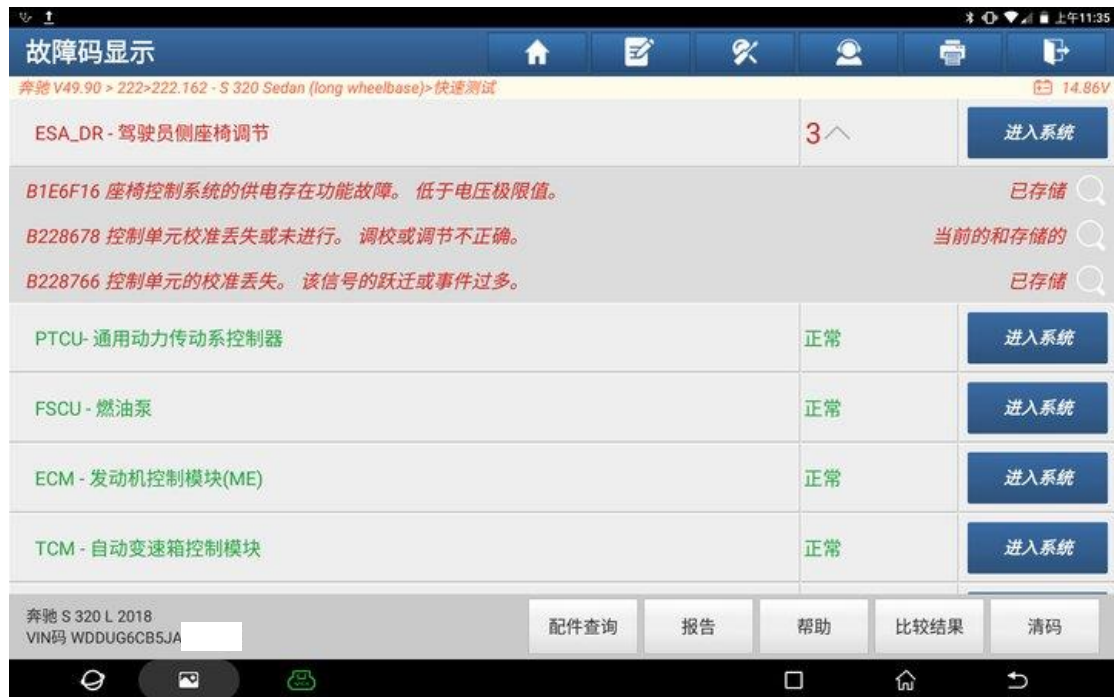 上午11:35
故障码显示
奔驰 V49.90 > 222>222.162 - S 320 Sedan (long wheelbase)>快速测试 14.86V
ESA_DR - 驾驶员侧座椅调节 3 进入系统
B1E6F16 座椅控制系统的供电存在功能故障。 低于电压极限值。 已存储
B228678 控制单元校准丢失或未进行。 调校或调节不正确。 当前的和存储的
B228766 控制单元的校准丢失。 该信号的跃迁或事件过多。 已存储
PTCU- 通用动力传动系控制器 正常 进入系统
FSCU - 燃油泵 正常 进入系统
ECM - 发动机控制模块(ME) 正常 进入系统
TCM - 自动变速箱控制模块 正常 进入系统
奔驰 S 320 L 2018
VIN码 WDDUG6CB5JA
配件查询 报告 帮助 比较结果 清码